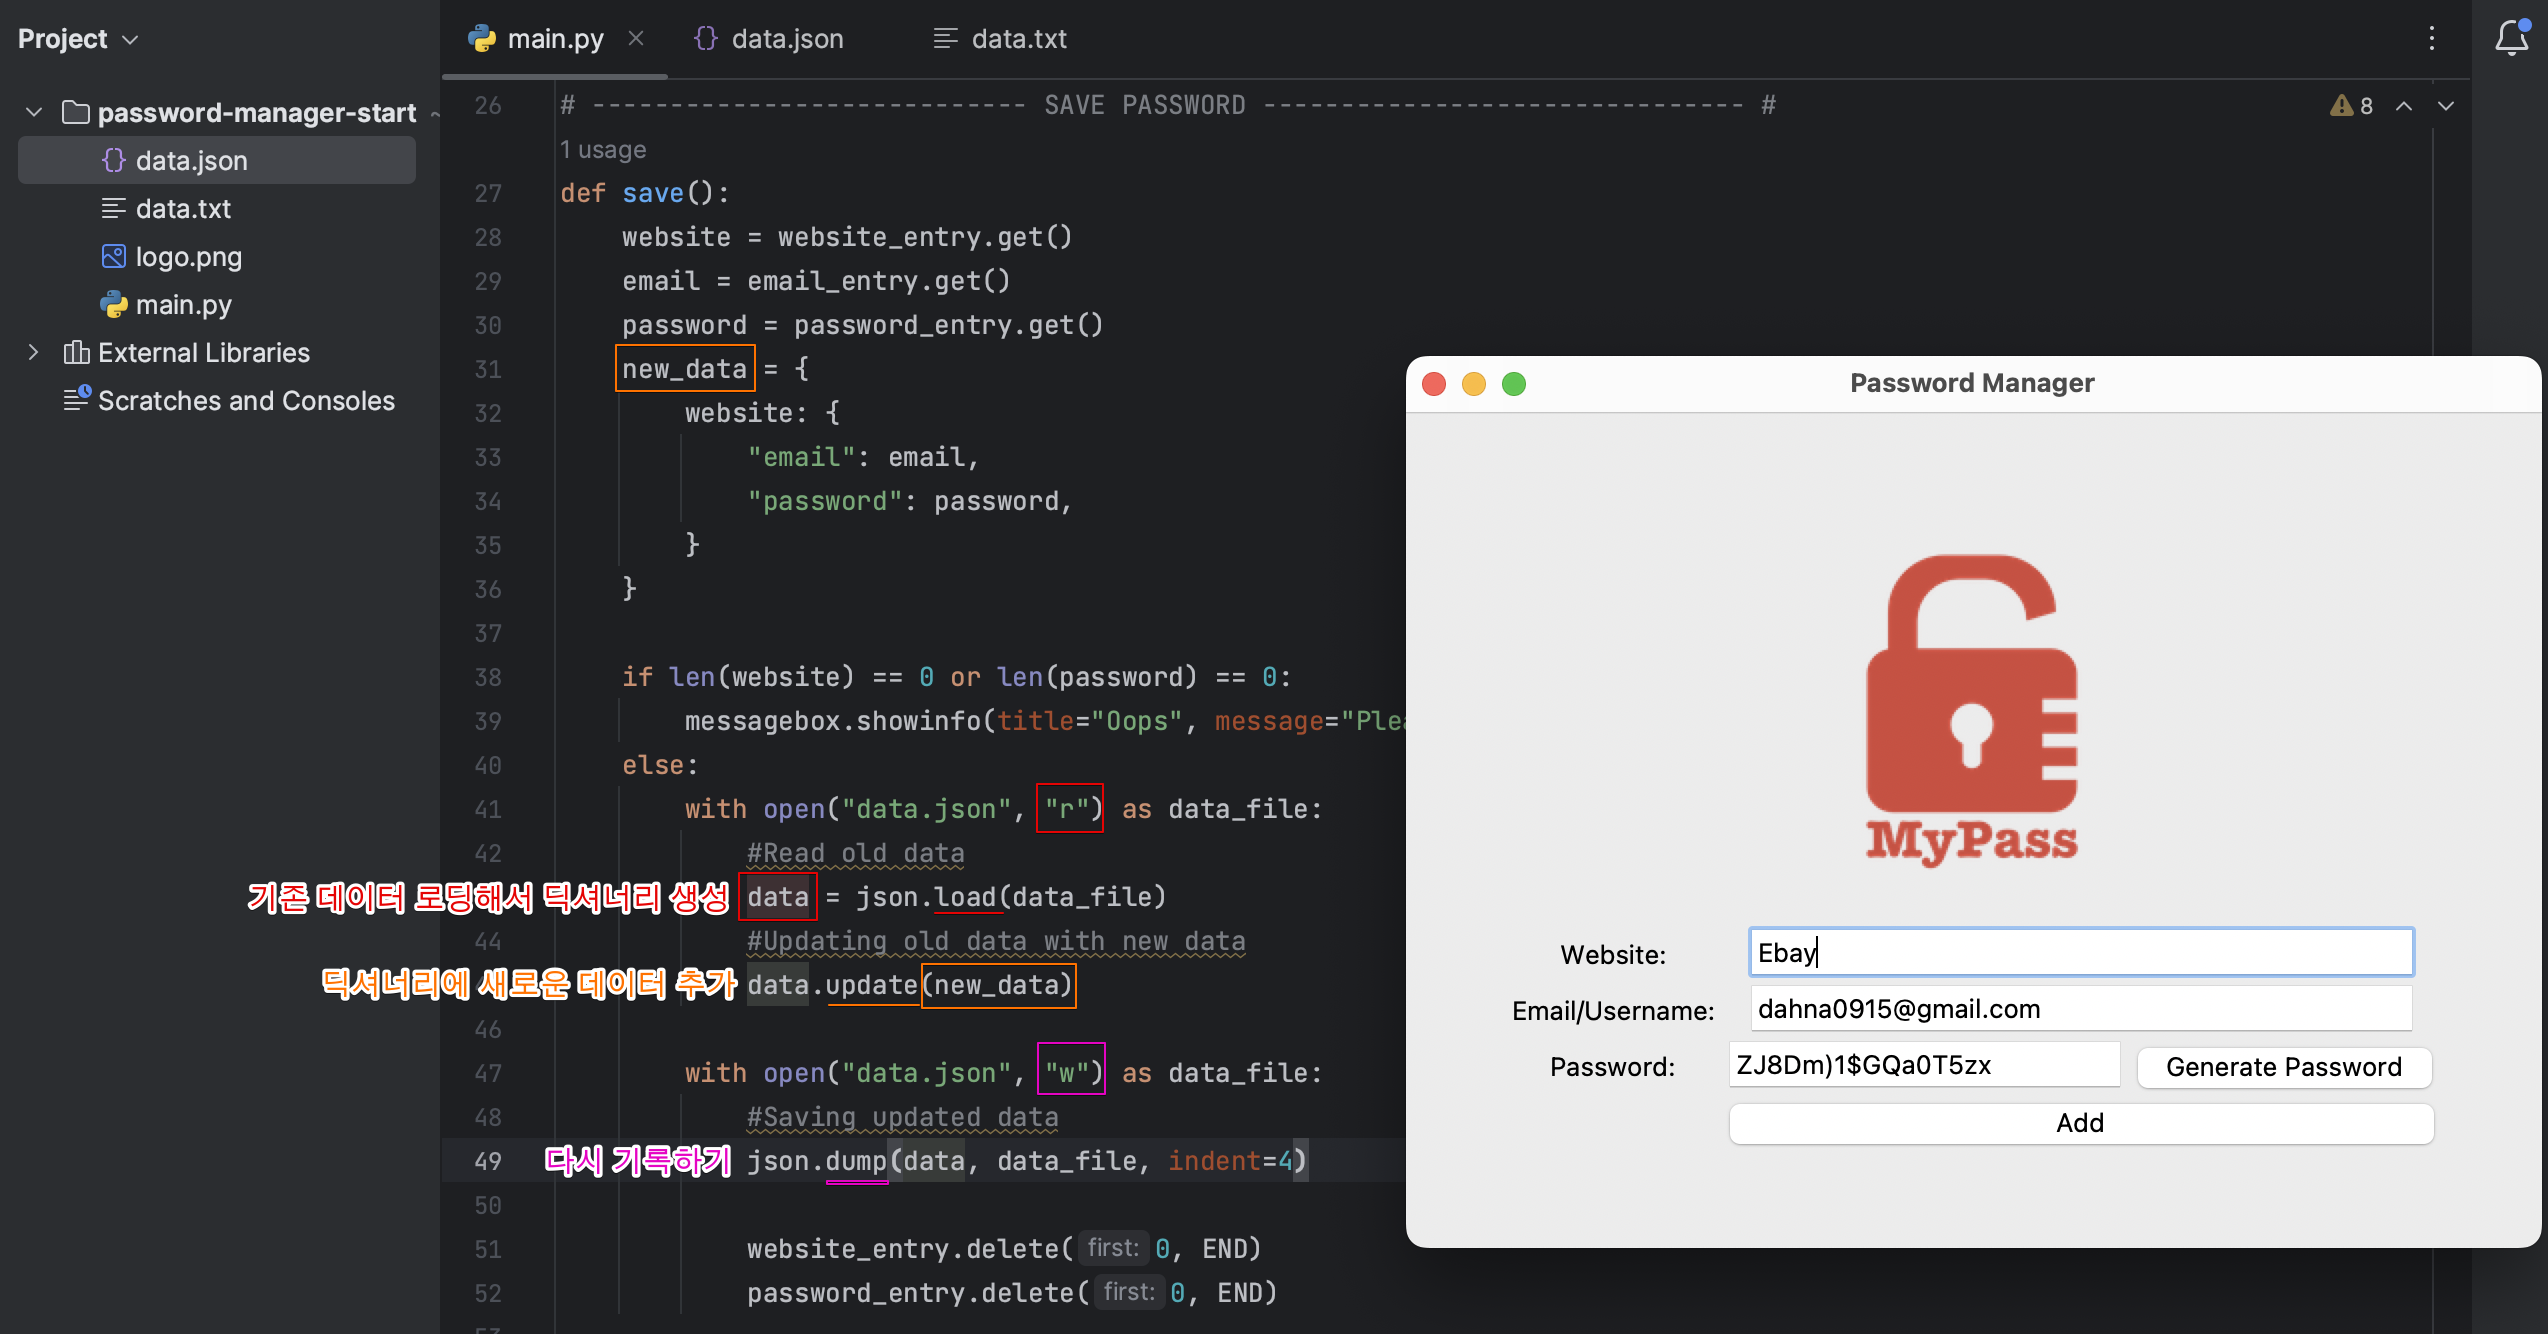 Project
main.py
data.json
data.txt
password-manager-start ~
data.json
data.txt
logo.png
main.py
External Libraries
Scratches and Consoles
26 # ---------------------------- SAVE PASSWORD ------------------------------- #
8
1 usage
27 def save():
28 website = website_entry.get()
29 email = email_entry.get()
30 password = password_entry.get()
31 new_data = {
32 website: {
33 "email": email,
34 "password": password,
35 }
36 }
37
38 if len(website) == 0 or len(password) == 0:
39 messagebox.showinfo(title="Oops", message="Plea
40 else:
41 with open("data.json", "r") as data_file:
42 #Read old data
기존 데이터 로딩해서 딕셔너리 생성 data = json.load(data_file)
44 #Updating old data with new data
딕셔너리에 새로운 데이터 추가 data.update(new_data)
46
47 with open("data.json", "w") as data_file:
48 #Saving updated data
49 다시 기록하기 json.dump(data, data_file, indent=4)
50
51 website_entry.delete( first: 0, END)
52 password_entry.delete( first: 0, END)
Password Manager
MyPass
Website: Ebay
Email/Username: dahna0915@gmail.com
Password: ZJ8Dm)1$GQa0T5zx Generate Password
Add